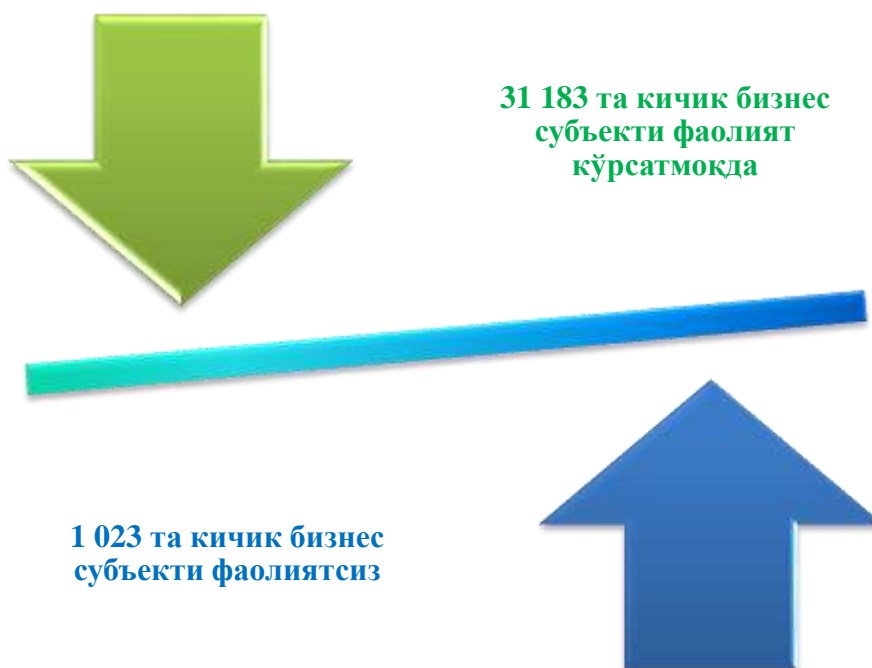 31 183 та кичик бизнес
субъекти фаолият
кўрсатмоқда
1 023 та кичик бизнес
субъекти фаолиятсиз